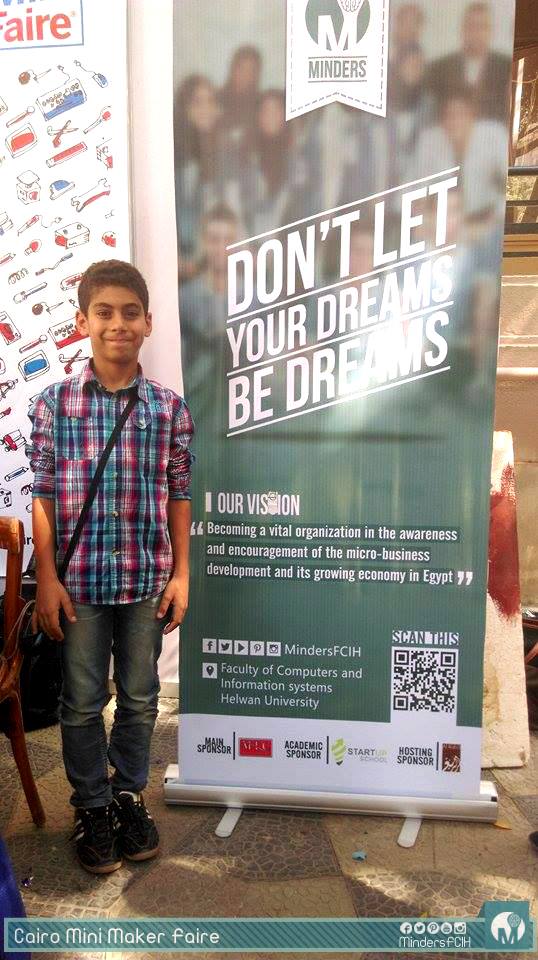 Faire
MINDERS
DON'T LET
YOUR DREAMS
BE DREAMS
OUR VISION
“ Becoming a vital organization in the awareness
and encouragement of the micro-business
development and its growing economy in Egypt ”
MindersFCIH
Faculty of Computers and
Information systems
Helwan University
SCAN THIS
MAIN
SPONSOR
ACADEMIC
SPONSOR
STARTUP
SCHOOL
HOSTING
SPONSOR
Cairo Mini Maker Faire
MindersFCIH